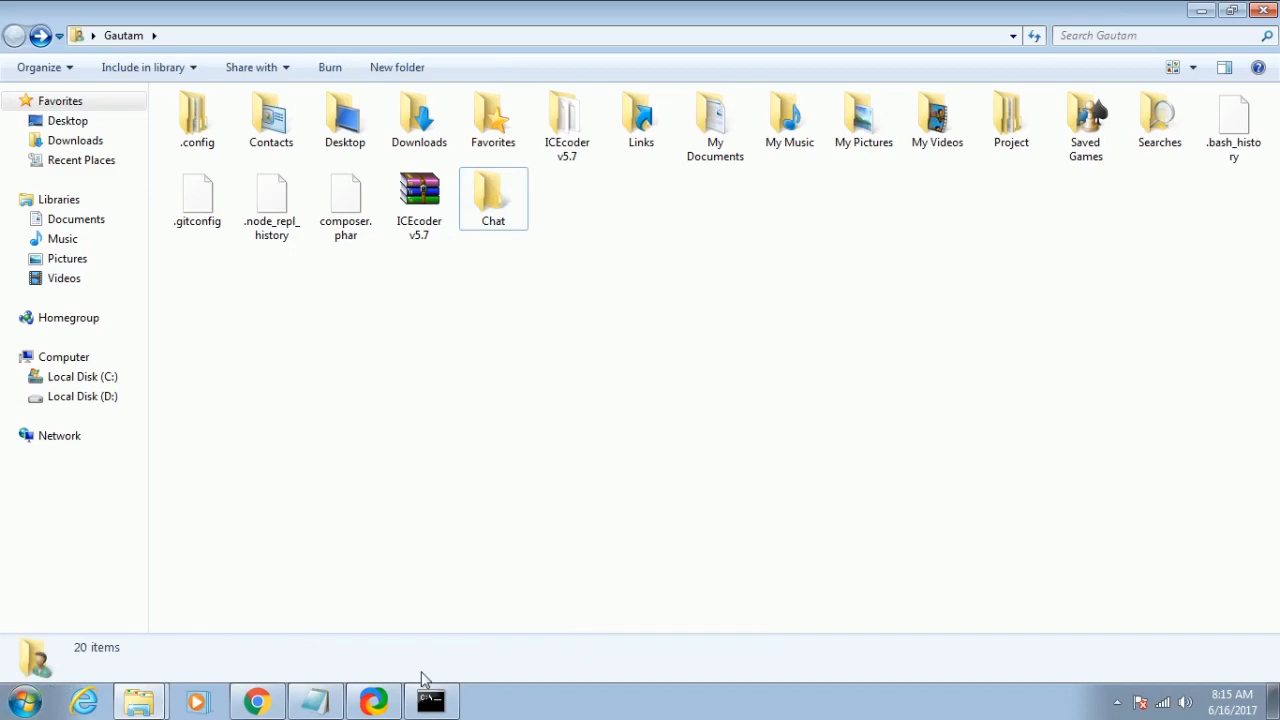 Gautam
Search Gautam
Organize
Include in library
Share with
Burn
New folder
Favorites
Desktop
Downloads
Recent Places
Libraries
Documents
Music
Pictures
Videos
Homegroup
Computer
Local Disk (C:)
Local Disk (D:)
Network
.config
Contacts
Desktop
Downloads
Favorites
ICEcoder
v5.7
Links
My
Documents
My Music
My Pictures
My Videos
Project
Saved
Games
Searches
.bash_histo
ry
.gitconfig
.node_repl_
history
composer.
phar
ICEcoder
v5.7
Chat
20 items
C:\_
8:15 AM
6/16/2017